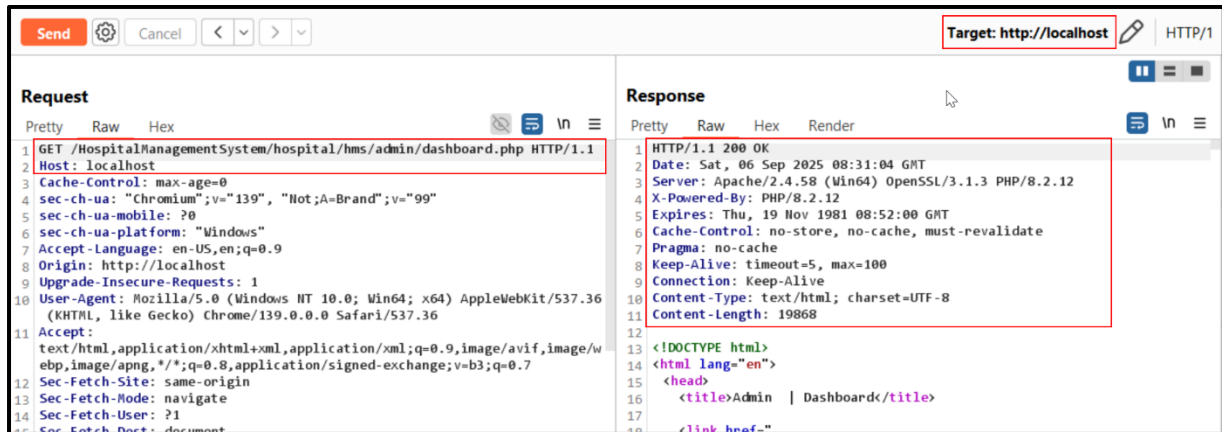 Send Cancel Target: http://localhost HTTP/1
Request
Pretty Raw Hex \n
1 GET /HospitalManagementSystem/hospital/hms/admin/dashboard.php HTTP/1.1
2 Host: localhost
3 Cache-Control: max-age=0
4 sec-ch-ua: "Chromium";v="139", "Not;A=Brand";v="99"
5 sec-ch-ua-mobile: ?0
6 sec-ch-ua-platform: "Windows"
7 Accept-Language: en-US,en;q=0.9
8 Origin: http://localhost
9 Upgrade-Insecure-Requests: 1
10 User-Agent: Mozilla/5.0 (Windows NT 10.0; Win64; x64) AppleWebKit/537.36
(KHTML, like Gecko) Chrome/139.0.0.0 Safari/537.36
11 Accept:
text/html,application/xhtml+xml,application/xml;q=0.9,image/avif,image/w
ebp,image/apng,*/*;q=0.8,application/signed-exchange;v=b3;q=0.7
12 Sec-Fetch-Site: same-origin
13 Sec-Fetch-Mode: navigate
14 Sec-Fetch-User: ?1
15 Sec-Fetch-Dest: document
Response
Pretty Raw Hex Render \n
1 HTTP/1.1 200 OK
2 Date: Sat, 06 Sep 2025 08:31:04 GMT
3 Server: Apache/2.4.58 (Win64) OpenSSL/3.1.3 PHP/8.2.12
4 X-Powered-By: PHP/8.2.12
5 Expires: Thu, 19 Nov 1981 08:52:00 GMT
6 Cache-Control: no-store, no-cache, must-revalidate
7 Pragma: no-cache
8 Keep-Alive: timeout=5, max=100
9 Connection: Keep-Alive
10 Content-Type: text/html; charset=UTF-8
11 Content-Length: 19868
12
13 <!DOCTYPE html>
14 <html lang="en">
15 <head>
16 <title>Admin | Dashboard</title>
17
18 <link href="